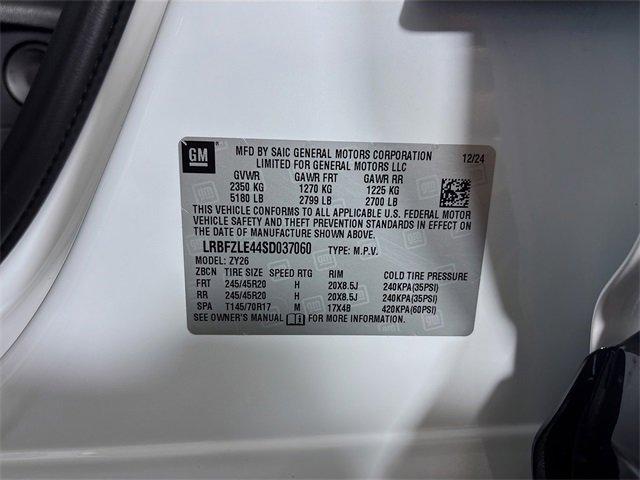 GM
MFD BY SAIC GENERAL MOTORS CORPORATION 12/24
LIMITED FOR GENERAL MOTORS LLC
GVWR GAWR FRT GAWR RR
2350 KG 1270 KG 1225 KG
5180 LB 2799 LB 2700 LB
THIS VEHICLE CONFORMS TO ALL APPLICABLE U.S. FEDERAL MOTOR
VEHICLE SAFETY AND THEFT PREVENTION STANDARDS IN EFFECT ON
THE DATE OF MANUFACTURE SHOWN ABOVE.
LRBFZLE44SD037060 TYPE: M.P.V.
MODEL: ZY26
ZBCN TIRE SIZE SPEED RTG RIM COLD TIRE PRESSURE
FRT 245/45R20 H 20X8.5J 240KPA(35PSI)
RR 245/45R20 H 20X8.5J 240KPA(35PSI)
SPA T145/70R17 M 17X4B 420KPA(60PSI)
SEE OWNER'S MANUAL FOR MORE INFORMATION.